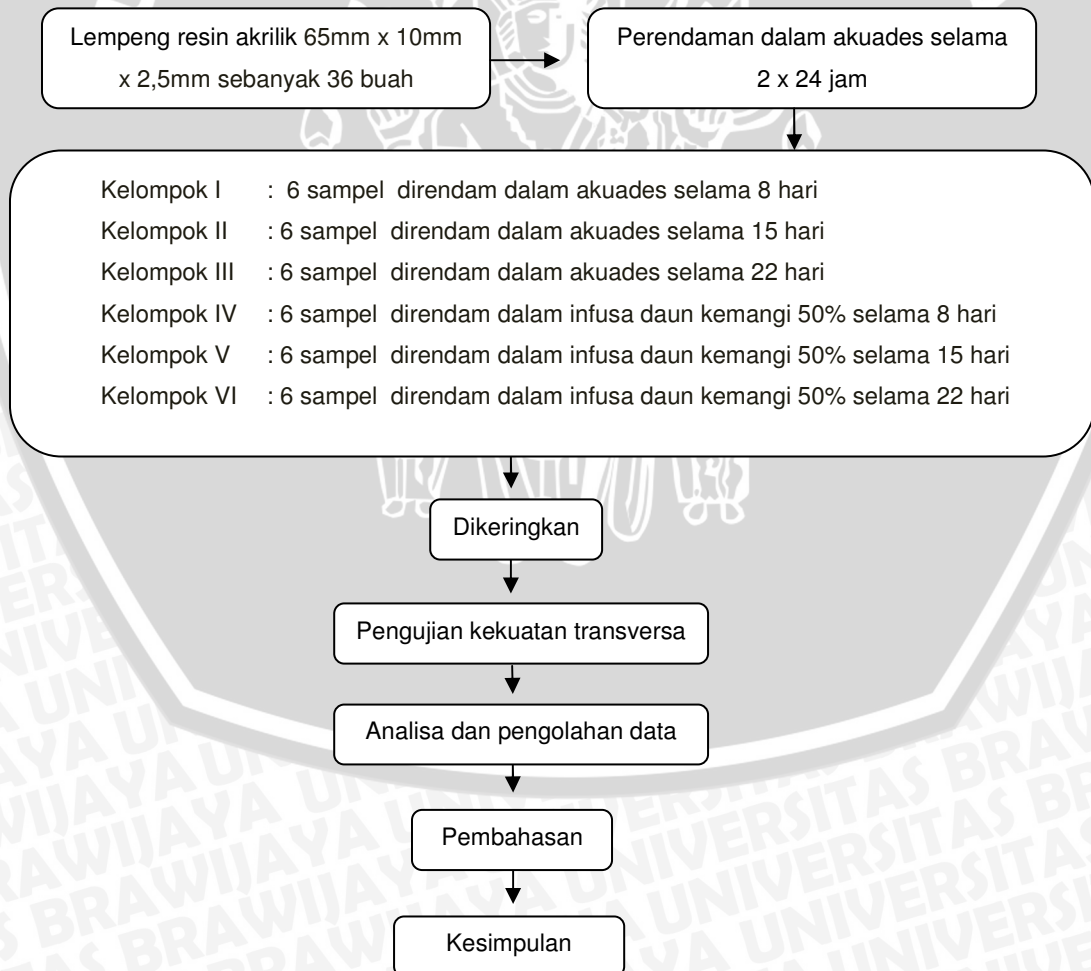 Lempeng resin akrilik 65mm x 10mm
x 2,5mm sebanyak 36 buah
Perendaman dalam akuades selama
2 x 24 jam
Kelompok I : 6 sampel direndam dalam akuades selama 8 hari
Kelompok II : 6 sampel direndam dalam akuades selama 15 hari
Kelompok III : 6 sampel direndam dalam akuades selama 22 hari
Kelompok IV : 6 sampel direndam dalam infusa daun kemangi 50% selama 8 hari
Kelompok V : 6 sampel direndam dalam infusa daun kemangi 50% selama 15 hari
Kelompok VI : 6 sampel direndam dalam infusa daun kemangi 50% selama 22 hari
Dikeringkan
Pengujian kekuatan transversa
Analisa dan pengolahan data
Pembahasan
Kesimpulan
UNIVERSITAS BRAWIJAYA